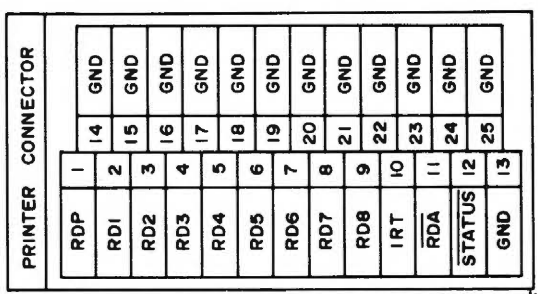 PRINTER CONNECTOR
GND GND GND GND GND GND GND GND GND GND GND GND
14 15 16 17 18 19 20 21 22 23 24 25
1 2 3 4 5 6 7 8 9 10 11 12 13
RDP RD1 RD2 RD3 RD4 RD5 RD6 RD7 RD8 IRT R̅D̅A̅ S̅T̅A̅T̅U̅S̅ GND